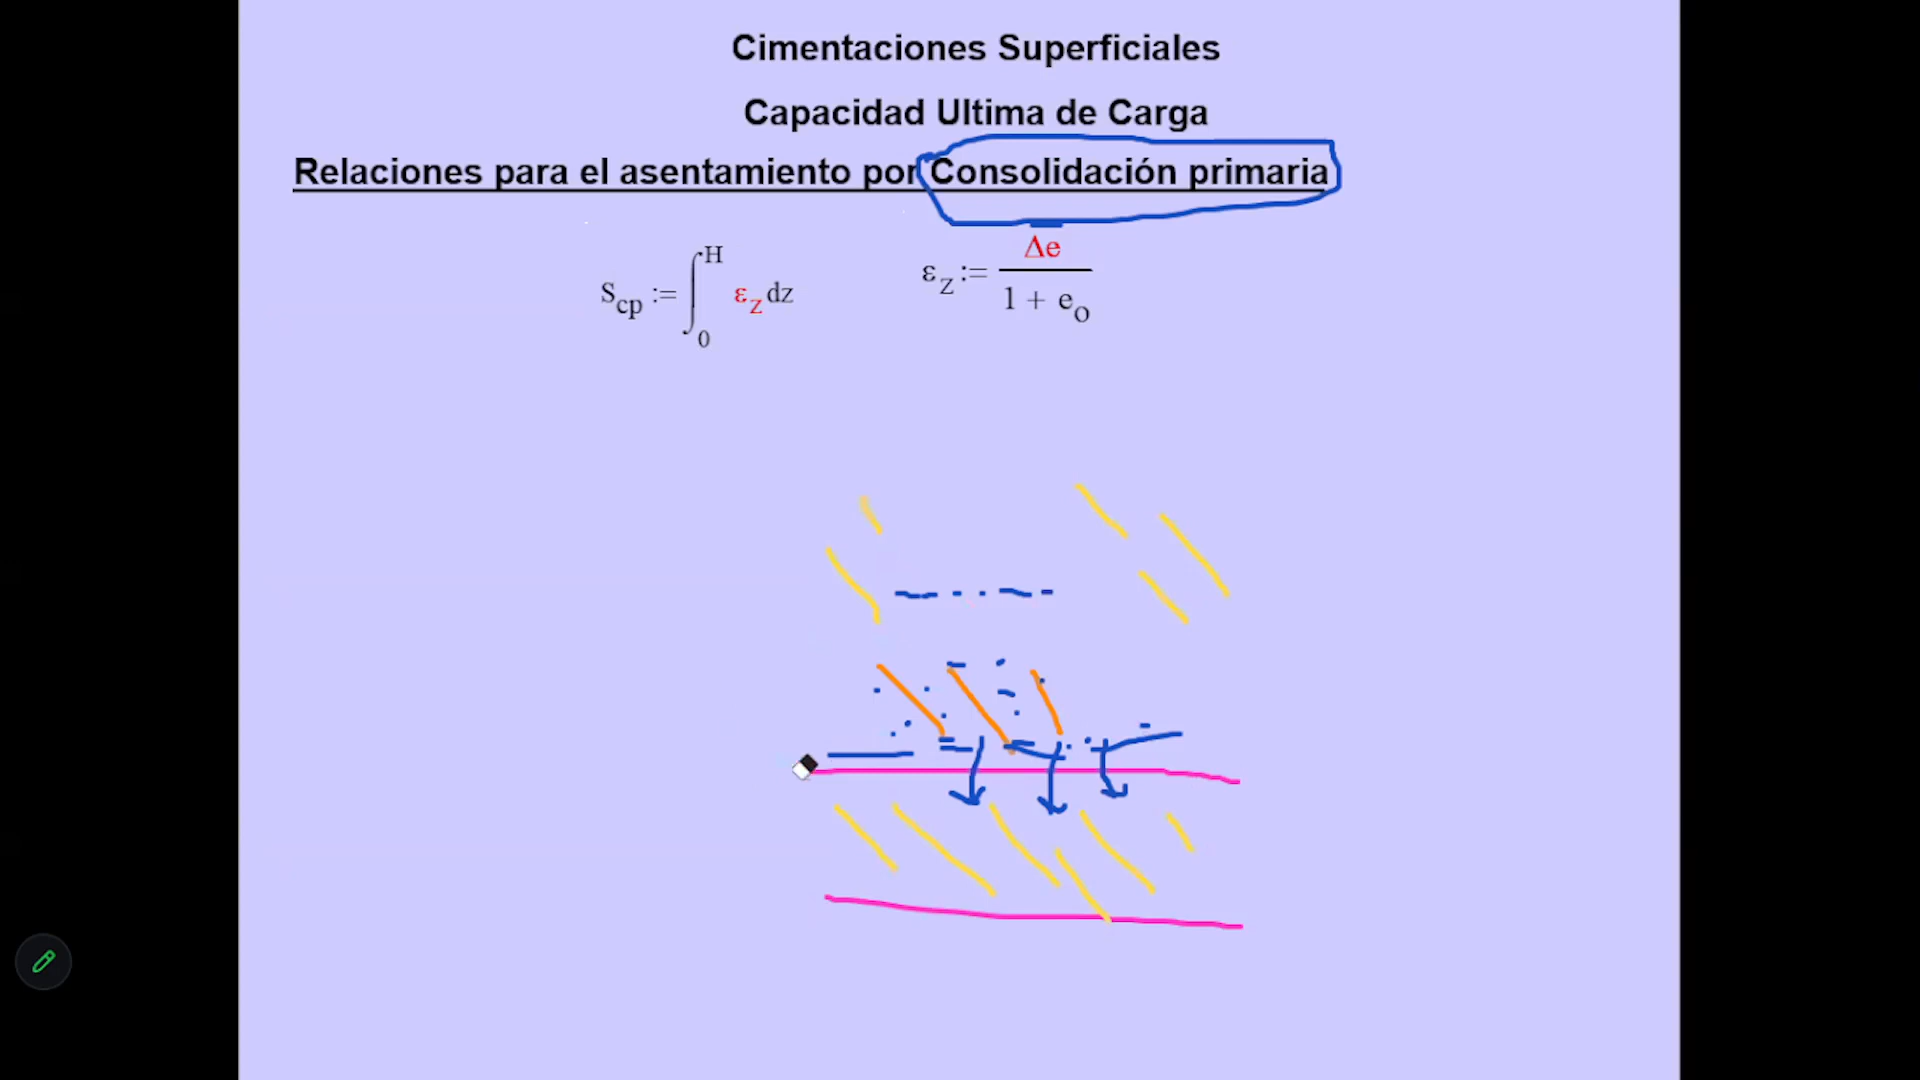 Cimentaciones Superficiales
Capacidad Ultima de Carga
Relaciones para el asentamiento por Consolidación primaria
S_cp := ∫_0^H ε_z dz
ε_z := Δe / (1 + e_o)